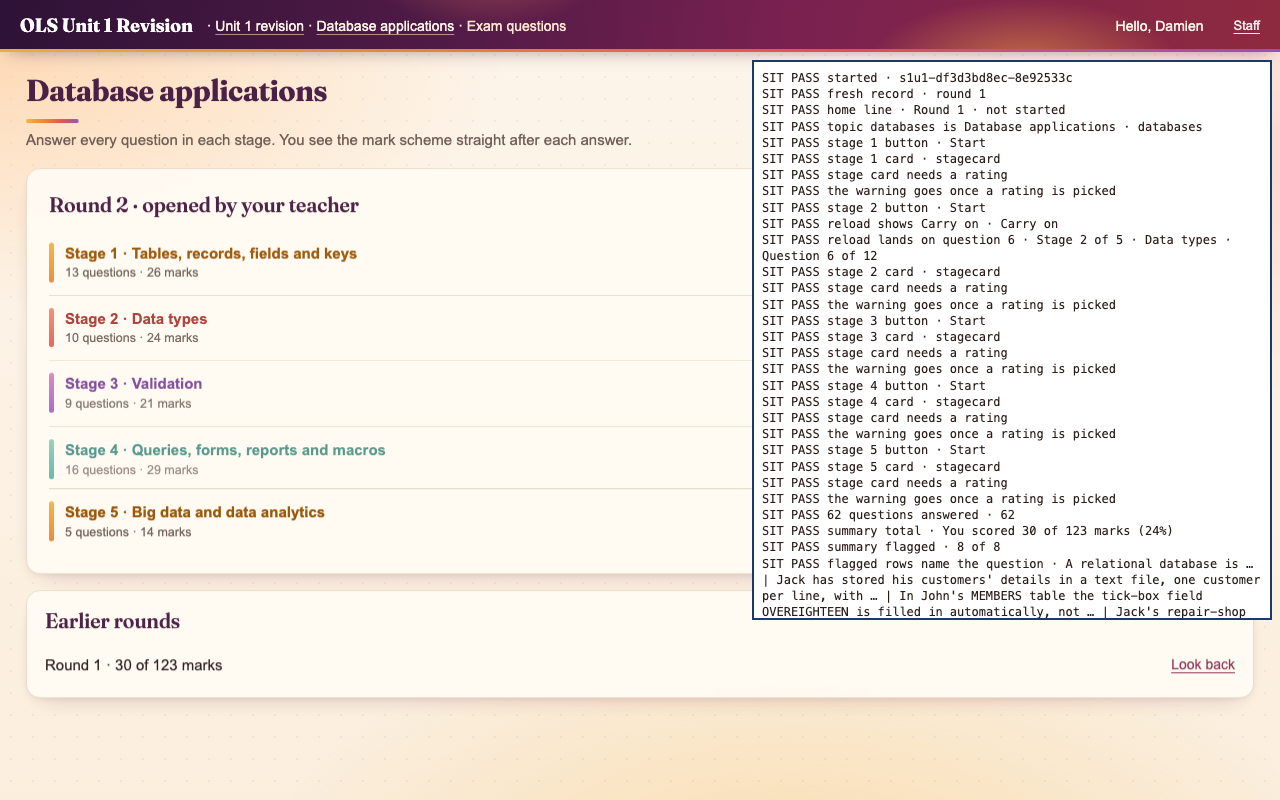 OLS Unit 1 Revision · Unit 1 revision · Database applications · Exam questions Hello, Damien Staff
Database applications
Answer every question in each stage. You see the mark scheme straight after each answer.
Round 2 · opened by your teacher
Stage 1 · Tables, records, fields and keys
13 questions · 26 marks
Stage 2 · Data types
10 questions · 24 marks
Stage 3 · Validation
9 questions · 21 marks
Stage 4 · Queries, forms, reports and macros
16 questions · 29 marks
Stage 5 · Big data and data analytics
5 questions · 14 marks
SIT PASS started · s1u1-df3d3bd8ec-8e92533c
SIT PASS fresh record · round 1
SIT PASS home line · Round 1 · not started
SIT PASS topic databases is Database applications · databases
SIT PASS stage 1 button · Start
SIT PASS stage 1 card · stagecard
SIT PASS stage card needs a rating
SIT PASS the warning goes once a rating is picked
SIT PASS stage 2 button · Start
SIT PASS reload shows Carry on · Carry on
SIT PASS reload lands on question 6 · Stage 2 of 5 · Data types ·
Question 6 of 12
SIT PASS stage 2 card · stagecard
SIT PASS stage card needs a rating
SIT PASS the warning goes once a rating is picked
SIT PASS stage 3 button · Start
SIT PASS stage 3 card · stagecard
SIT PASS stage card needs a rating
SIT PASS the warning goes once a rating is picked
SIT PASS stage 4 button · Start
SIT PASS stage 4 card · stagecard
SIT PASS stage card needs a rating
SIT PASS the warning goes once a rating is picked
SIT PASS stage 5 button · Start
SIT PASS stage 5 card · stagecard
SIT PASS stage card needs a rating
SIT PASS the warning goes once a rating is picked
SIT PASS 62 questions answered · 62
SIT PASS summary total · You scored 30 of 123 marks (24%)
SIT PASS summary flagged · 8 of 8
SIT PASS flagged rows name the question · A relational database is …
| Jack has stored his customers' details in a text file, one customer
per line, with … | In John's MEMBERS table the tick-box field
OVEREIGHTEEN is filled in automatically, not … | Jack's repair-shop
Earlier rounds
Round 1 · 30 of 123 marks Look back